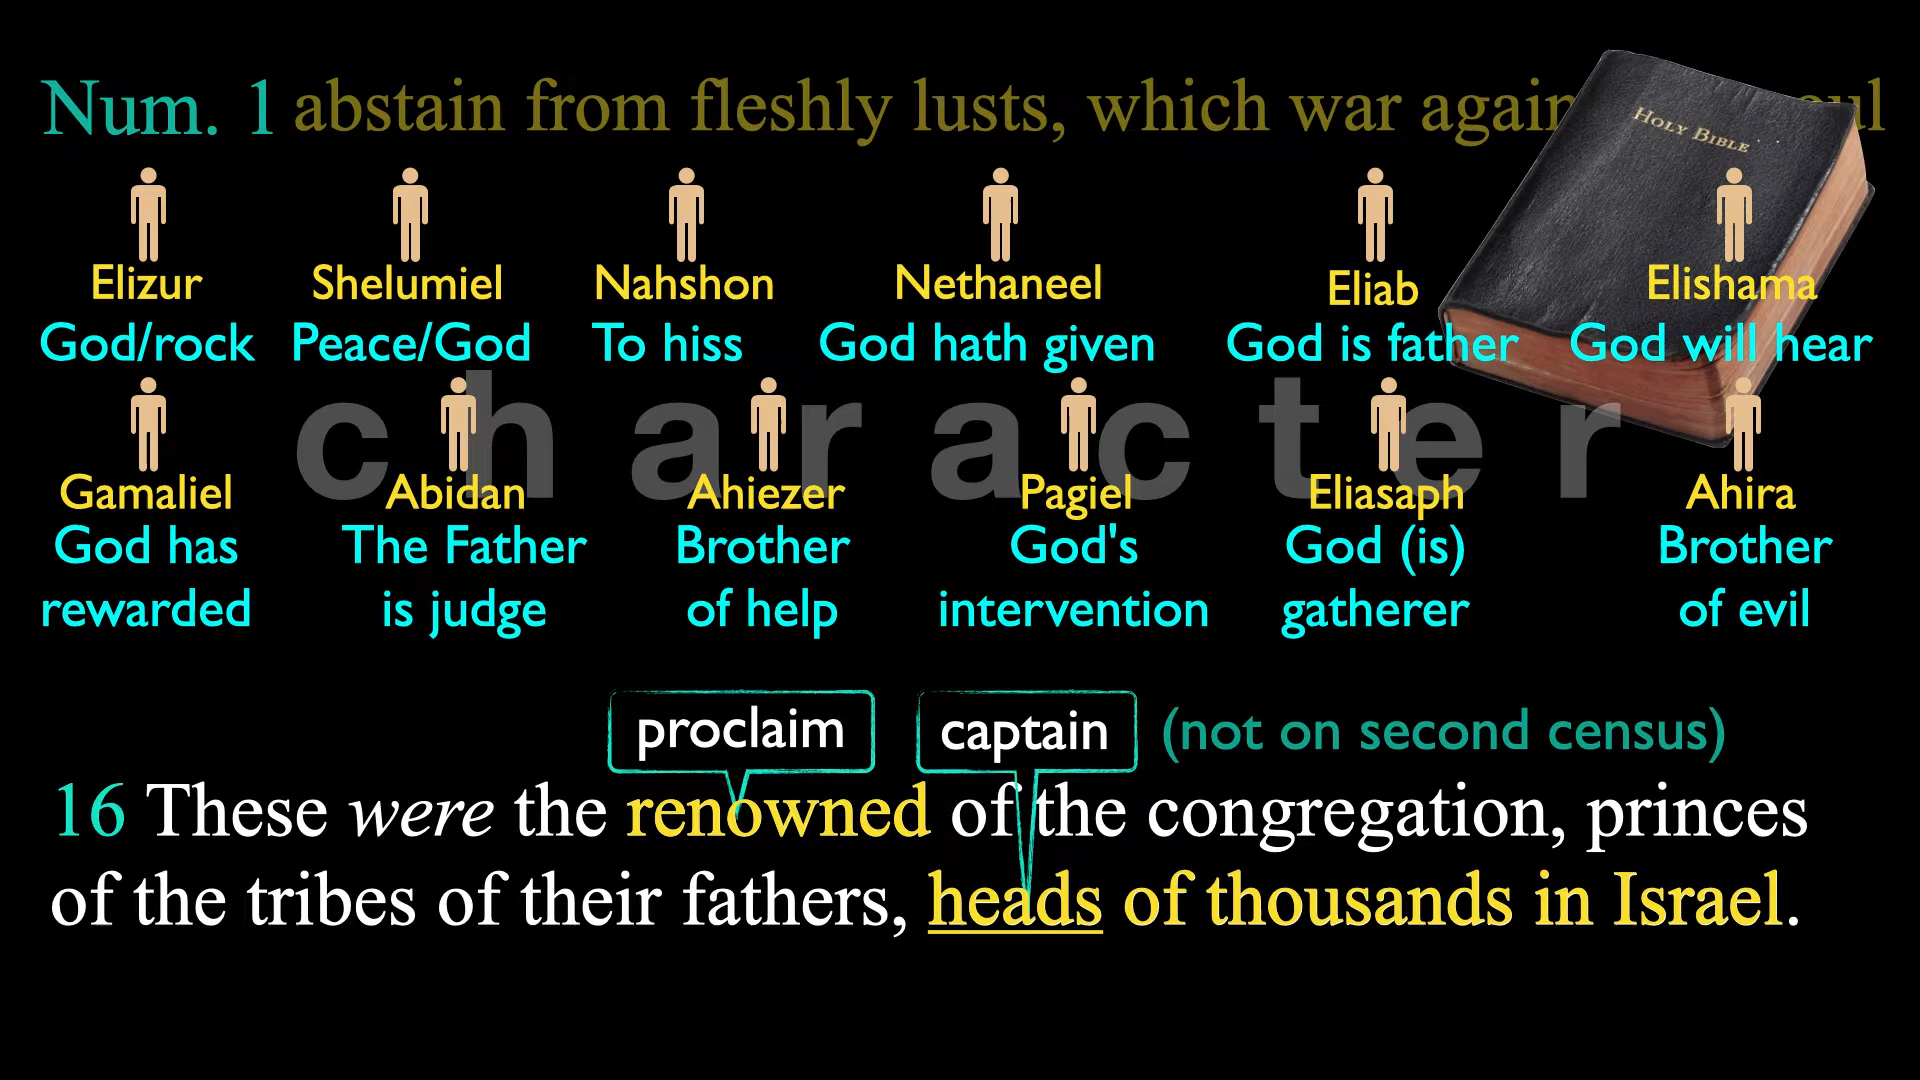 Num. 1 abstain from fleshly lusts, which war again oul
HOLY BIBLE
Elizur Shelumiel Nahshon Nethaneel Eliab Elishama
God/rock Peace/God To hiss God hath given God is father God will hear
character
Gamaliel Abidan Ahiezer Pagiel Eliasaph Ahira
God has The Father Brother God's God (is) Brother
rewarded is judge of help intervention gatherer of evil
proclaim captain (not on second census)
16 These were the renowned of the congregation, princes
of the tribes of their fathers, heads of thousands in Israel.